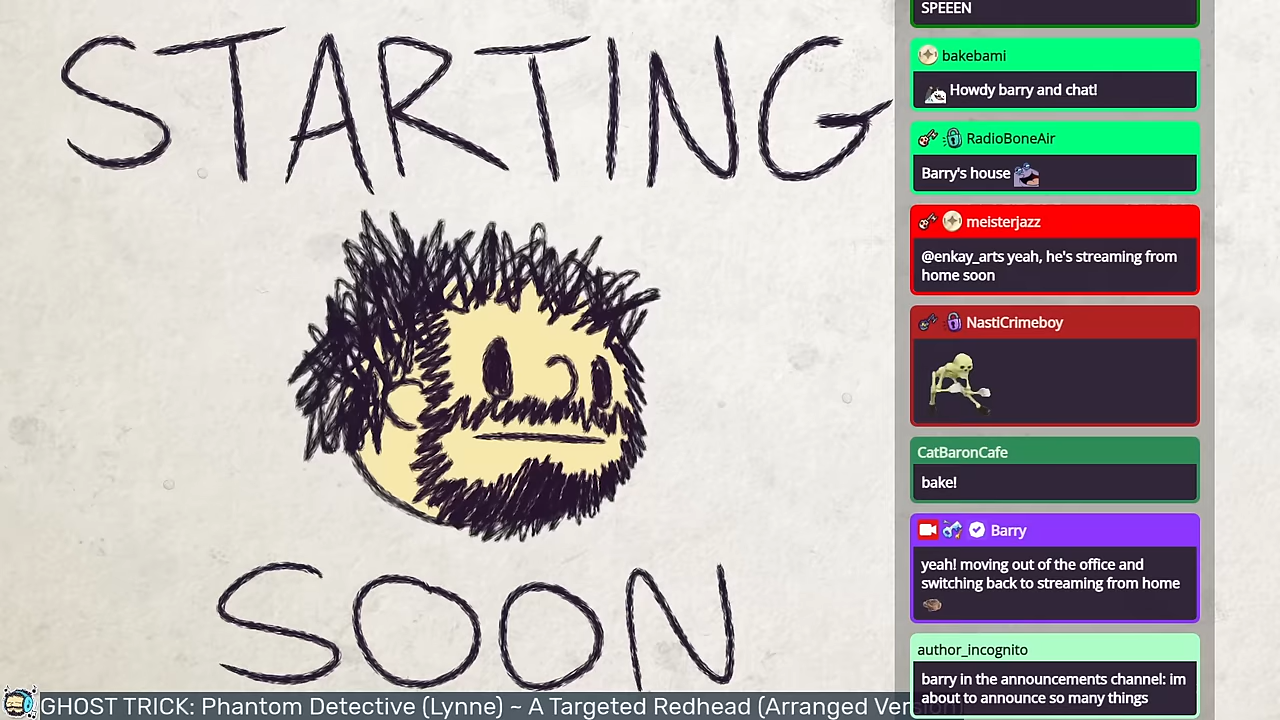 STARTING
SOON
SPEEEN
bakebami
Howdy barry and chat!
RadioBoneAir
Barry's house
meisterjazz
@enkay_arts yeah, he's streaming from
home soon
NastiCrimeboy
CatBaronCafe
bake!
Barry
yeah! moving out of the office and
switching back to streaming from home
author_incognito
barry in the announcements channel: im
about to announce so many things
GHOST TRICK: Phantom Detective (Lynne) ~ A Targeted Redhead (Arranged Version)